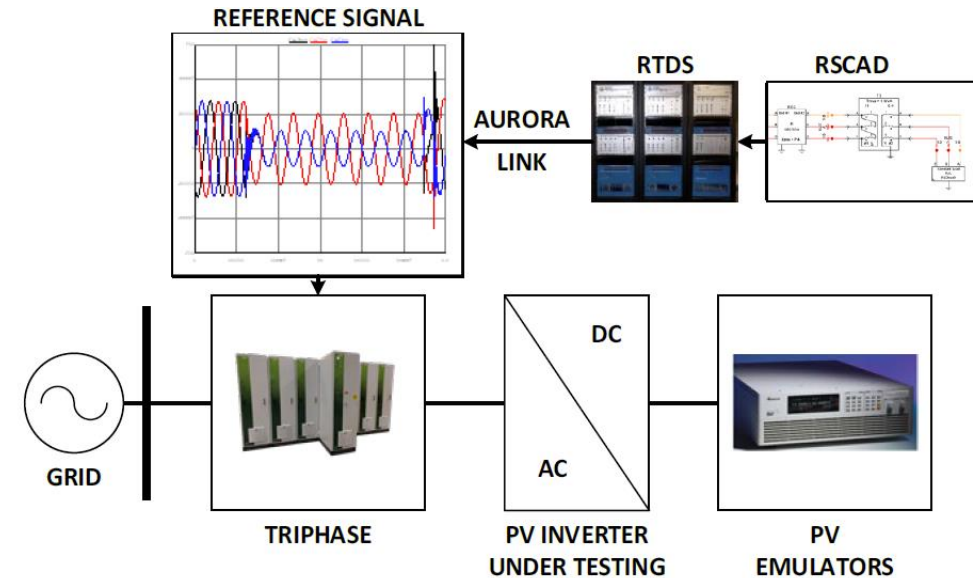 REFERENCE SIGNAL
RTDS
RSCAD
AURORA
LINK
DC
AC
GRID
TRIPHASE
PV INVERTER
UNDER TESTING
PV
EMULATORS